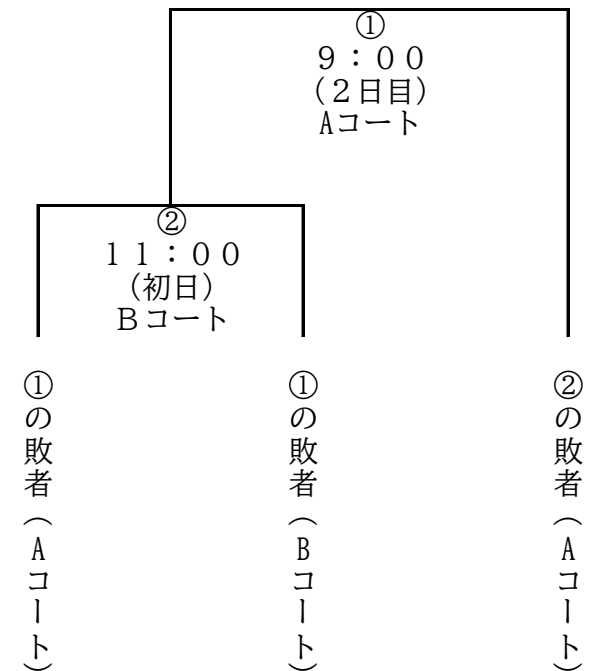 ①
９：００
（２日目）
Aコート
②
１１：００
（初日）
Ｂコート
①の敗者（Aコート）
①の敗者（Bコート）
②の敗者（Aコート）